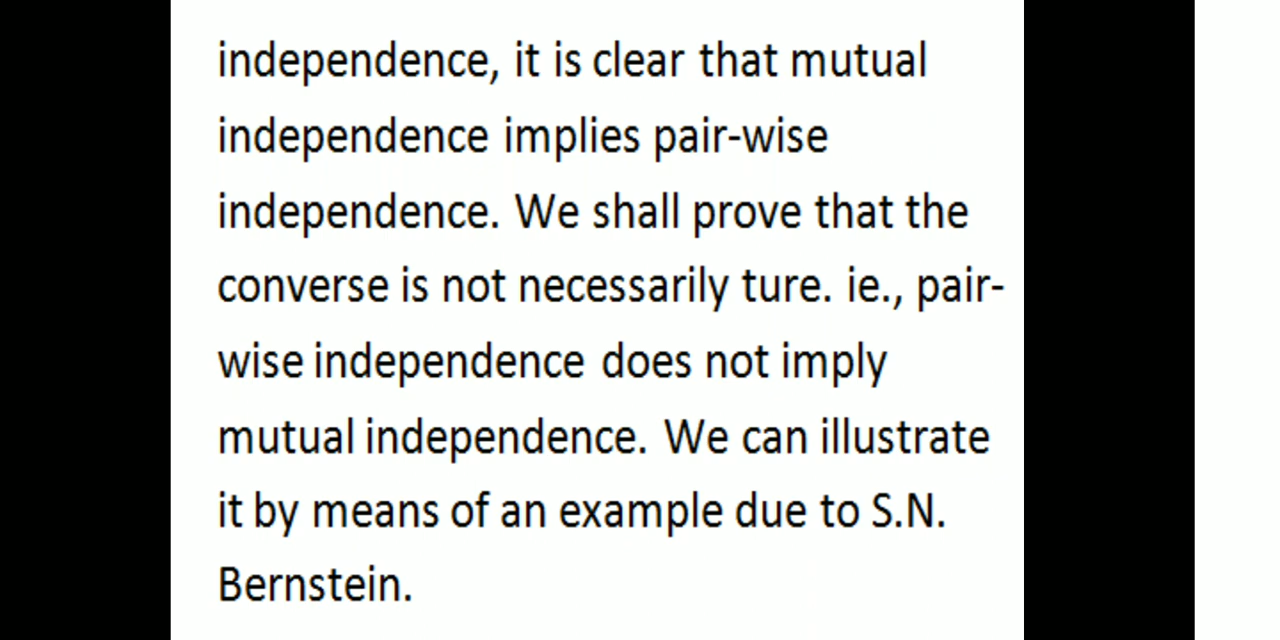 independence, it is clear that mutual
independence implies pair-wise
independence. We shall prove that the
converse is not necessarily ture. ie., pair-
wise independence does not imply
mutual independence. We can illustrate
it by means of an example due to S.N.
Bernstein.